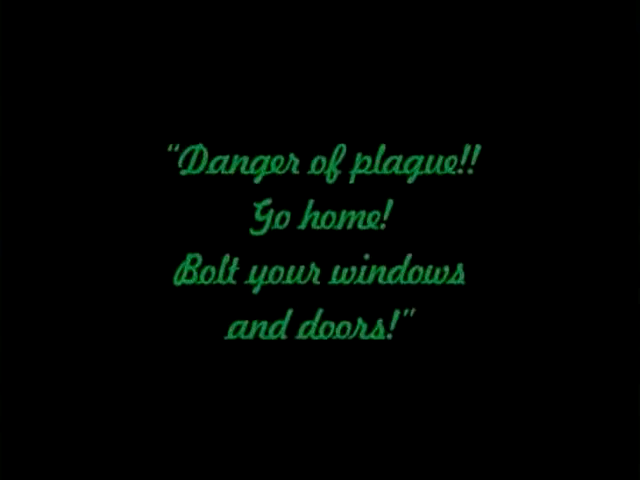 “Danger of plague!!
Go home!
Bolt your windows
and doors!”